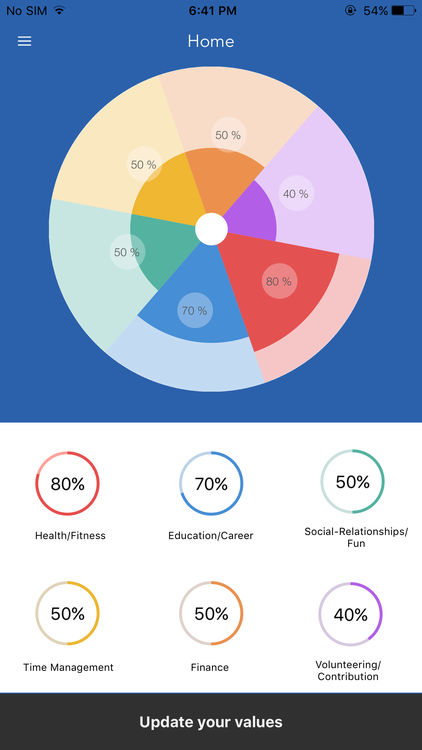 No SIM 6:41 PM 54%
Home
50 %
50 %
40 %
50 %
80 %
70 %
80% 70% 50%
Health/Fitness Education/Career Social-Relationships/
Fun
50% 50% 40%
Time Management Finance Volunteering/
Contribution
Update your values